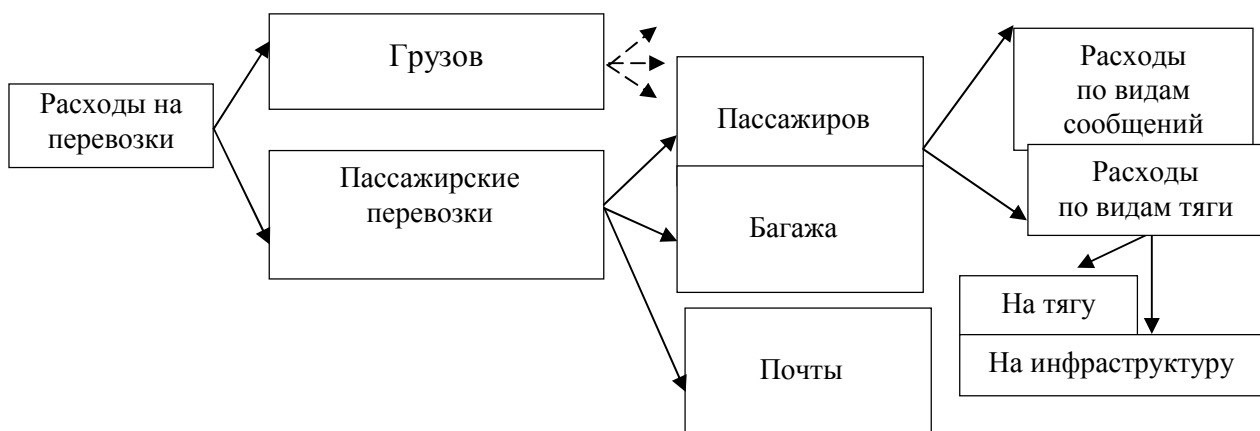 Расходы на
перевозки
Грузов
Пассажирские
перевозки
Пассажиров
Багажа
Почты
Расходы
по видам
сообщений
Расходы
по видам тяги
На тягу
На инфраструктуру